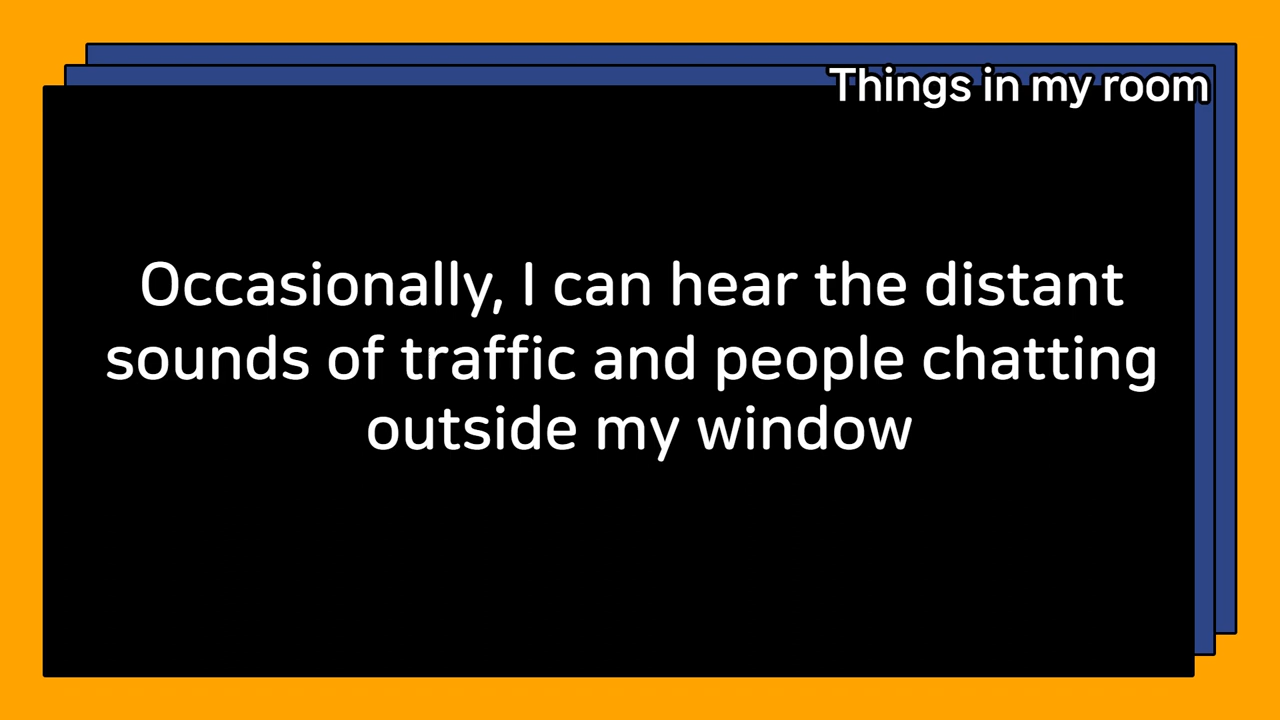 Things in my room
Occasionally, I can hear the distant
sounds of traffic and people chatting
outside my window